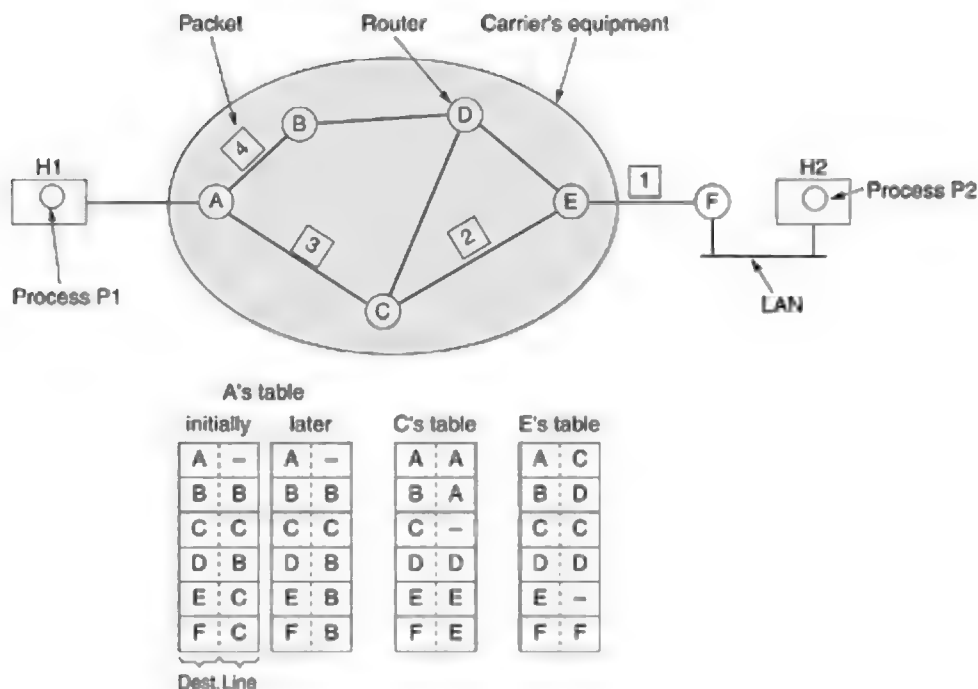 Packet Router Carrier's equipment
B D
4
H1 1 H2
A E F Process P2
3 2
Process P1 C LAN
A's table
initially later C's table E's table
A – A – A A A C
B B B B B A B D
C C C C C – C C
D B D B D D D D
E C E B E E E –
F C F B F E F F
Dest. Line